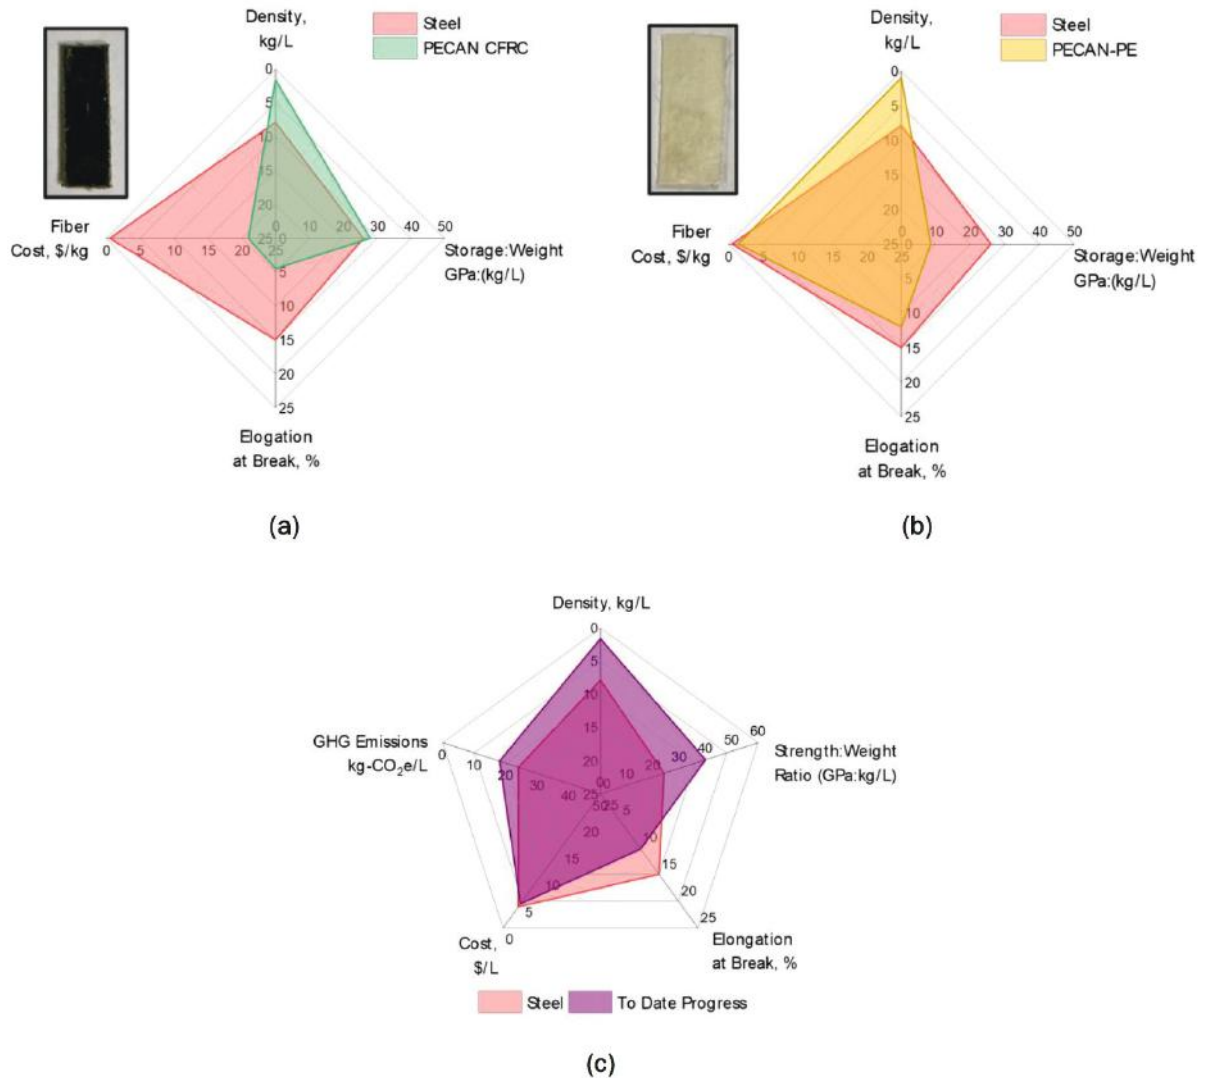 Density,
kg/L
Steel
PECAN CFRC
0
5
10
15
20
0
10
20
30
40
50
Fiber
Cost, $/kg
0
5
10
15
20
25
0
Storage:Weight
GPa:(kg/L)
25
5
10
15
20
25
Elogation
at Break, %
(a)
Density,
kg/L
Steel
PECAN-PE
0
5
10
15
20
0
10
20
30
40
50
Fiber
Cost, $/kg
0
5
10
15
20
25
0
Storage:Weight
GPa:(kg/L)
5
10
15
20
25
Elogation
at Break, %
(b)
Density, kg/L
0
5
10
15
20
60
50
40
30
20
10
Strength:Weight
Ratio (GPa:kg/L)
GHG Emissions
kg-CO₂e/L
0
10
20
30
40
25
5
10
15
20
25
20
15
10
5
0
Cost,
$/L
Elongation
at Break, %
Steel
To Date Progress
(c)